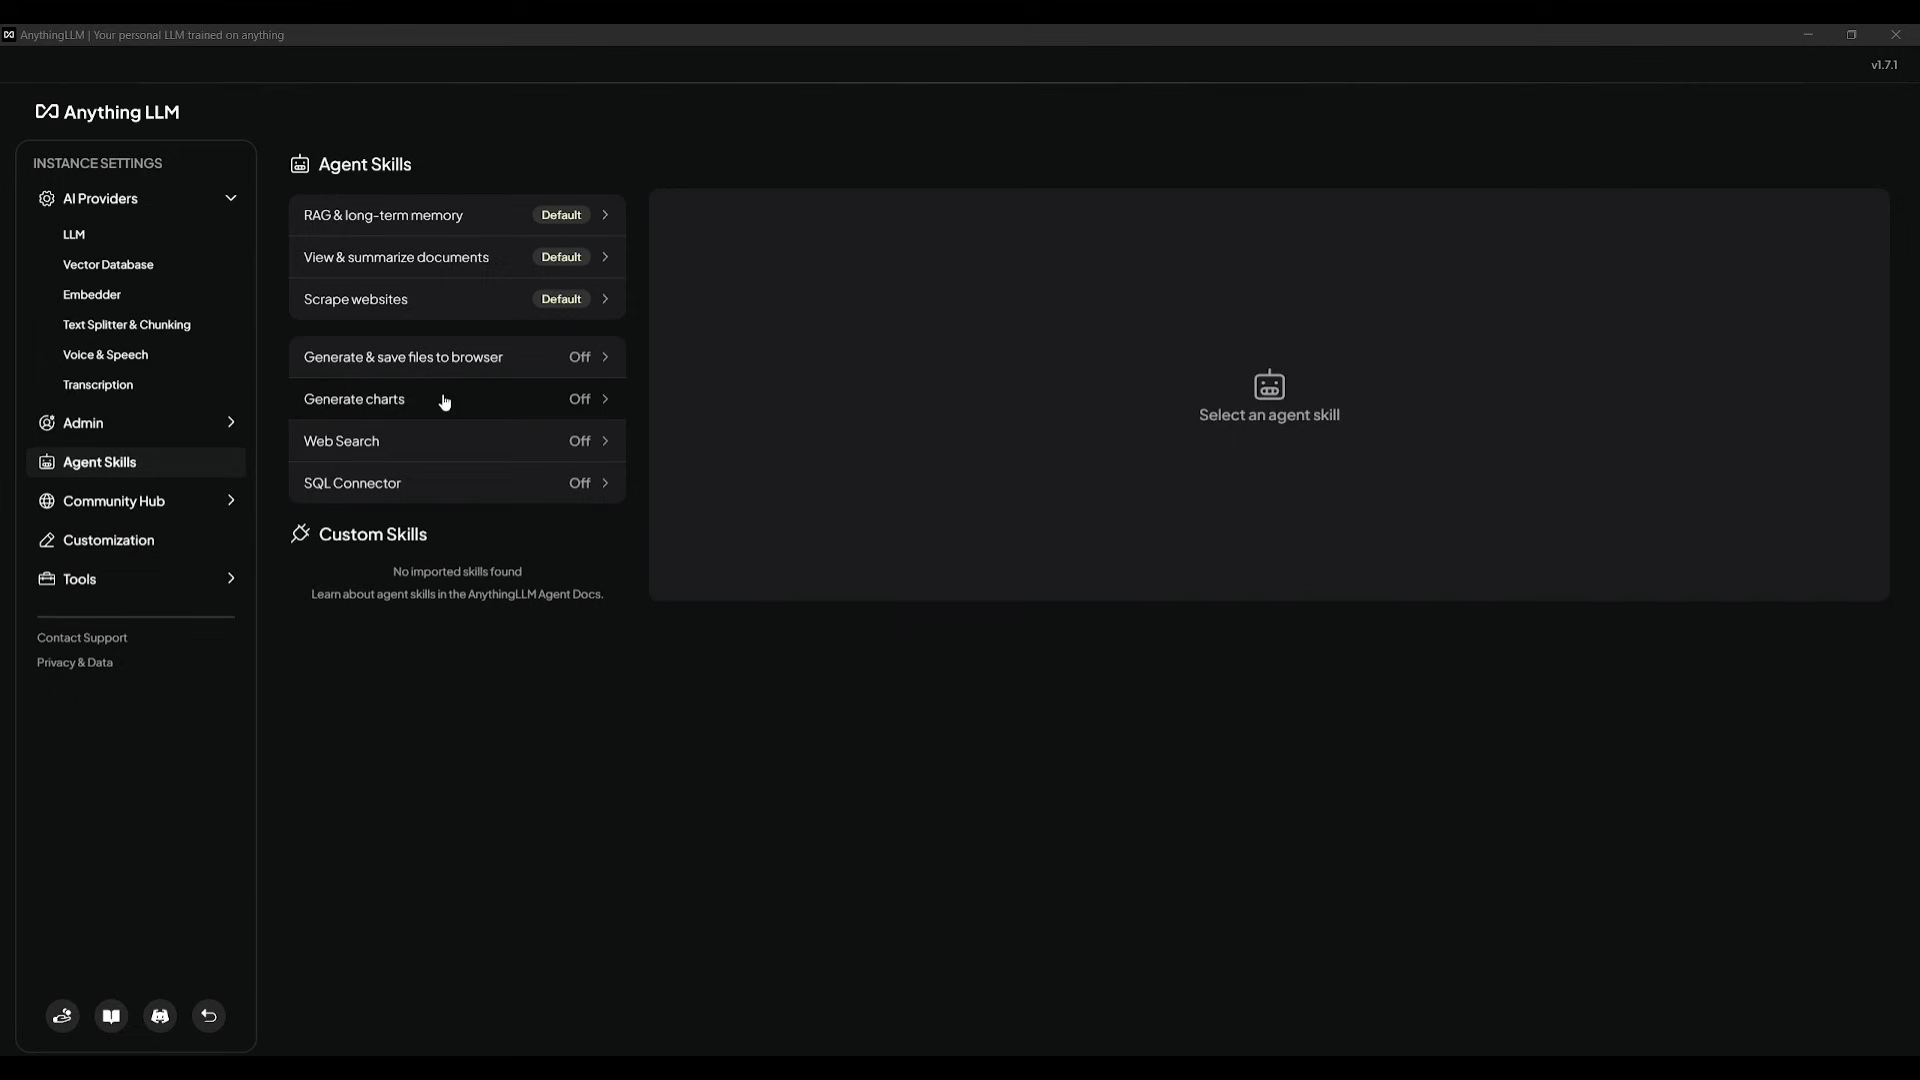 AnythingLLM | Your personal LLM trained on anything
v1.7.1
Anything LLM
INSTANCE SETTINGS
AI Providers
LLM
Vector Database
Embedder
Text Splitter & Chunking
Voice & Speech
Transcription
Admin
Agent Skills
Community Hub
Customization
Tools
Contact Support
Privacy & Data
Agent Skills
RAG & long-term memory Default
View & summarize documents Default
Scrape websites Default
Generate & save files to browser Off
Generate charts Off
Web Search Off
SQL Connector Off
Custom Skills
No imported skills found
Learn about agent skills in the AnythingLLM Agent Docs.
Select an agent skill